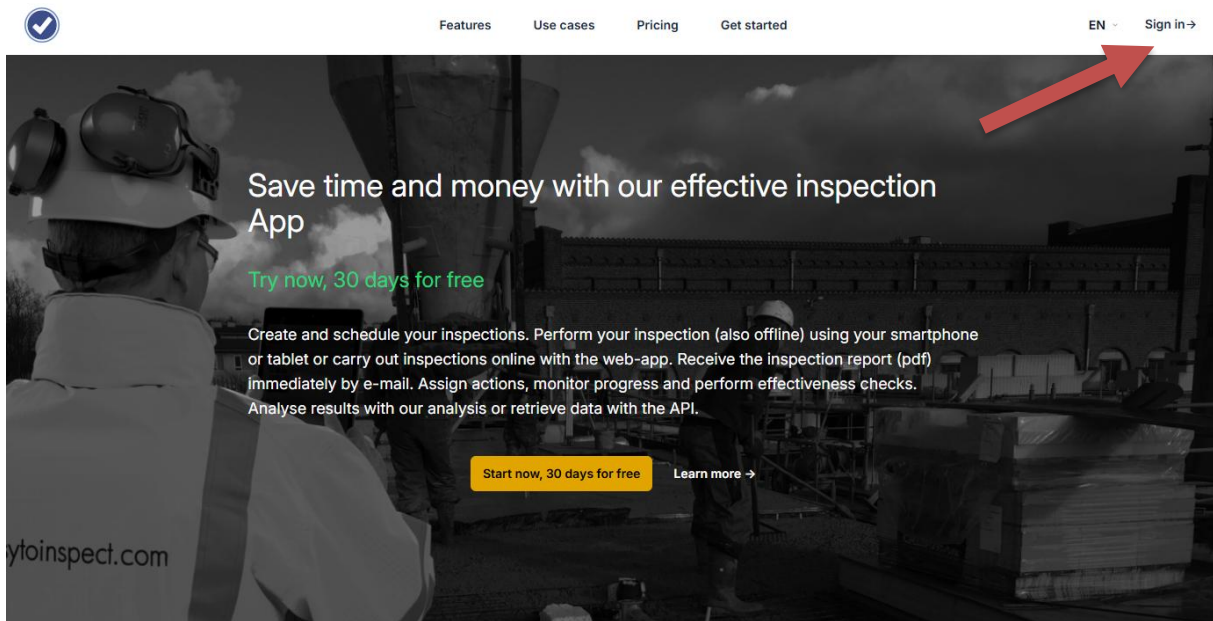 Features Use cases Pricing Get started EN Sign in→
Save time and money with our effective inspection
App
Try now, 30 days for free
Create and schedule your inspections. Perform your inspection (also offline) using your smartphone
or tablet or carry out inspections online with the web-app. Receive the inspection report (pdf)
immediately by e-mail. Assign actions, monitor progress and perform effectiveness checks.
Analyse results with our analysis or retrieve data with the API.
Start now, 30 days for free Learn more →
ytoinspect.com